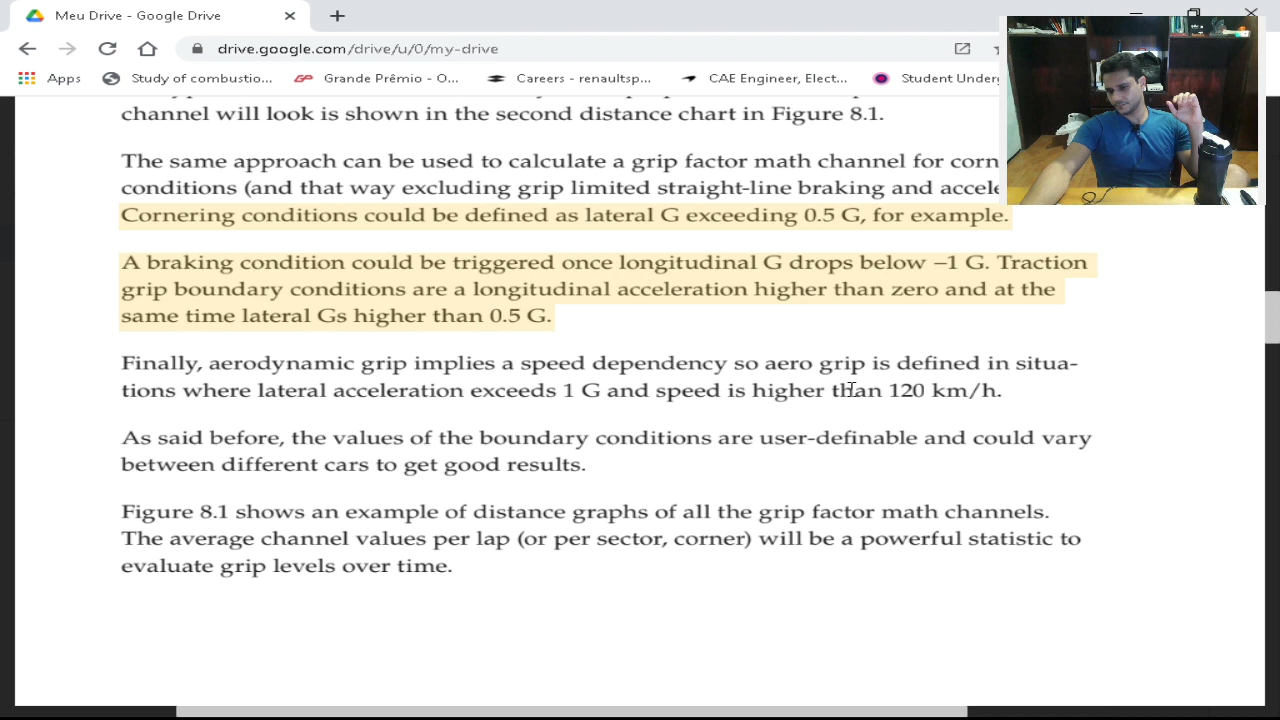 Meu Drive - Google Drive
drive.google.com/drive/u/0/my-drive
Apps Study of combustio... Grande Prêmio - O... Careers - renaultsp... CAE Engineer, Elect... Student Underg
channel will look is shown in the second distance chart in Figure 8.1.
The same approach can be used to calculate a grip factor math channel for corn
conditions (and that way excluding grip limited straight-line braking and accele
Cornering conditions could be defined as lateral G exceeding 0.5 G, for example.
A braking condition could be triggered once longitudinal G drops below −1 G. Traction
grip boundary conditions are a longitudinal acceleration higher than zero and at the
same time lateral Gs higher than 0.5 G.
Finally, aerodynamic grip implies a speed dependency so aero grip is defined in situa-
tions where lateral acceleration exceeds 1 G and speed is higher than 120 km/h.
As said before, the values of the boundary conditions are user-definable and could vary
between different cars to get good results.
Figure 8.1 shows an example of distance graphs of all the grip factor math channels.
The average channel values per lap (or per sector, corner) will be a powerful statistic to
evaluate grip levels over time.